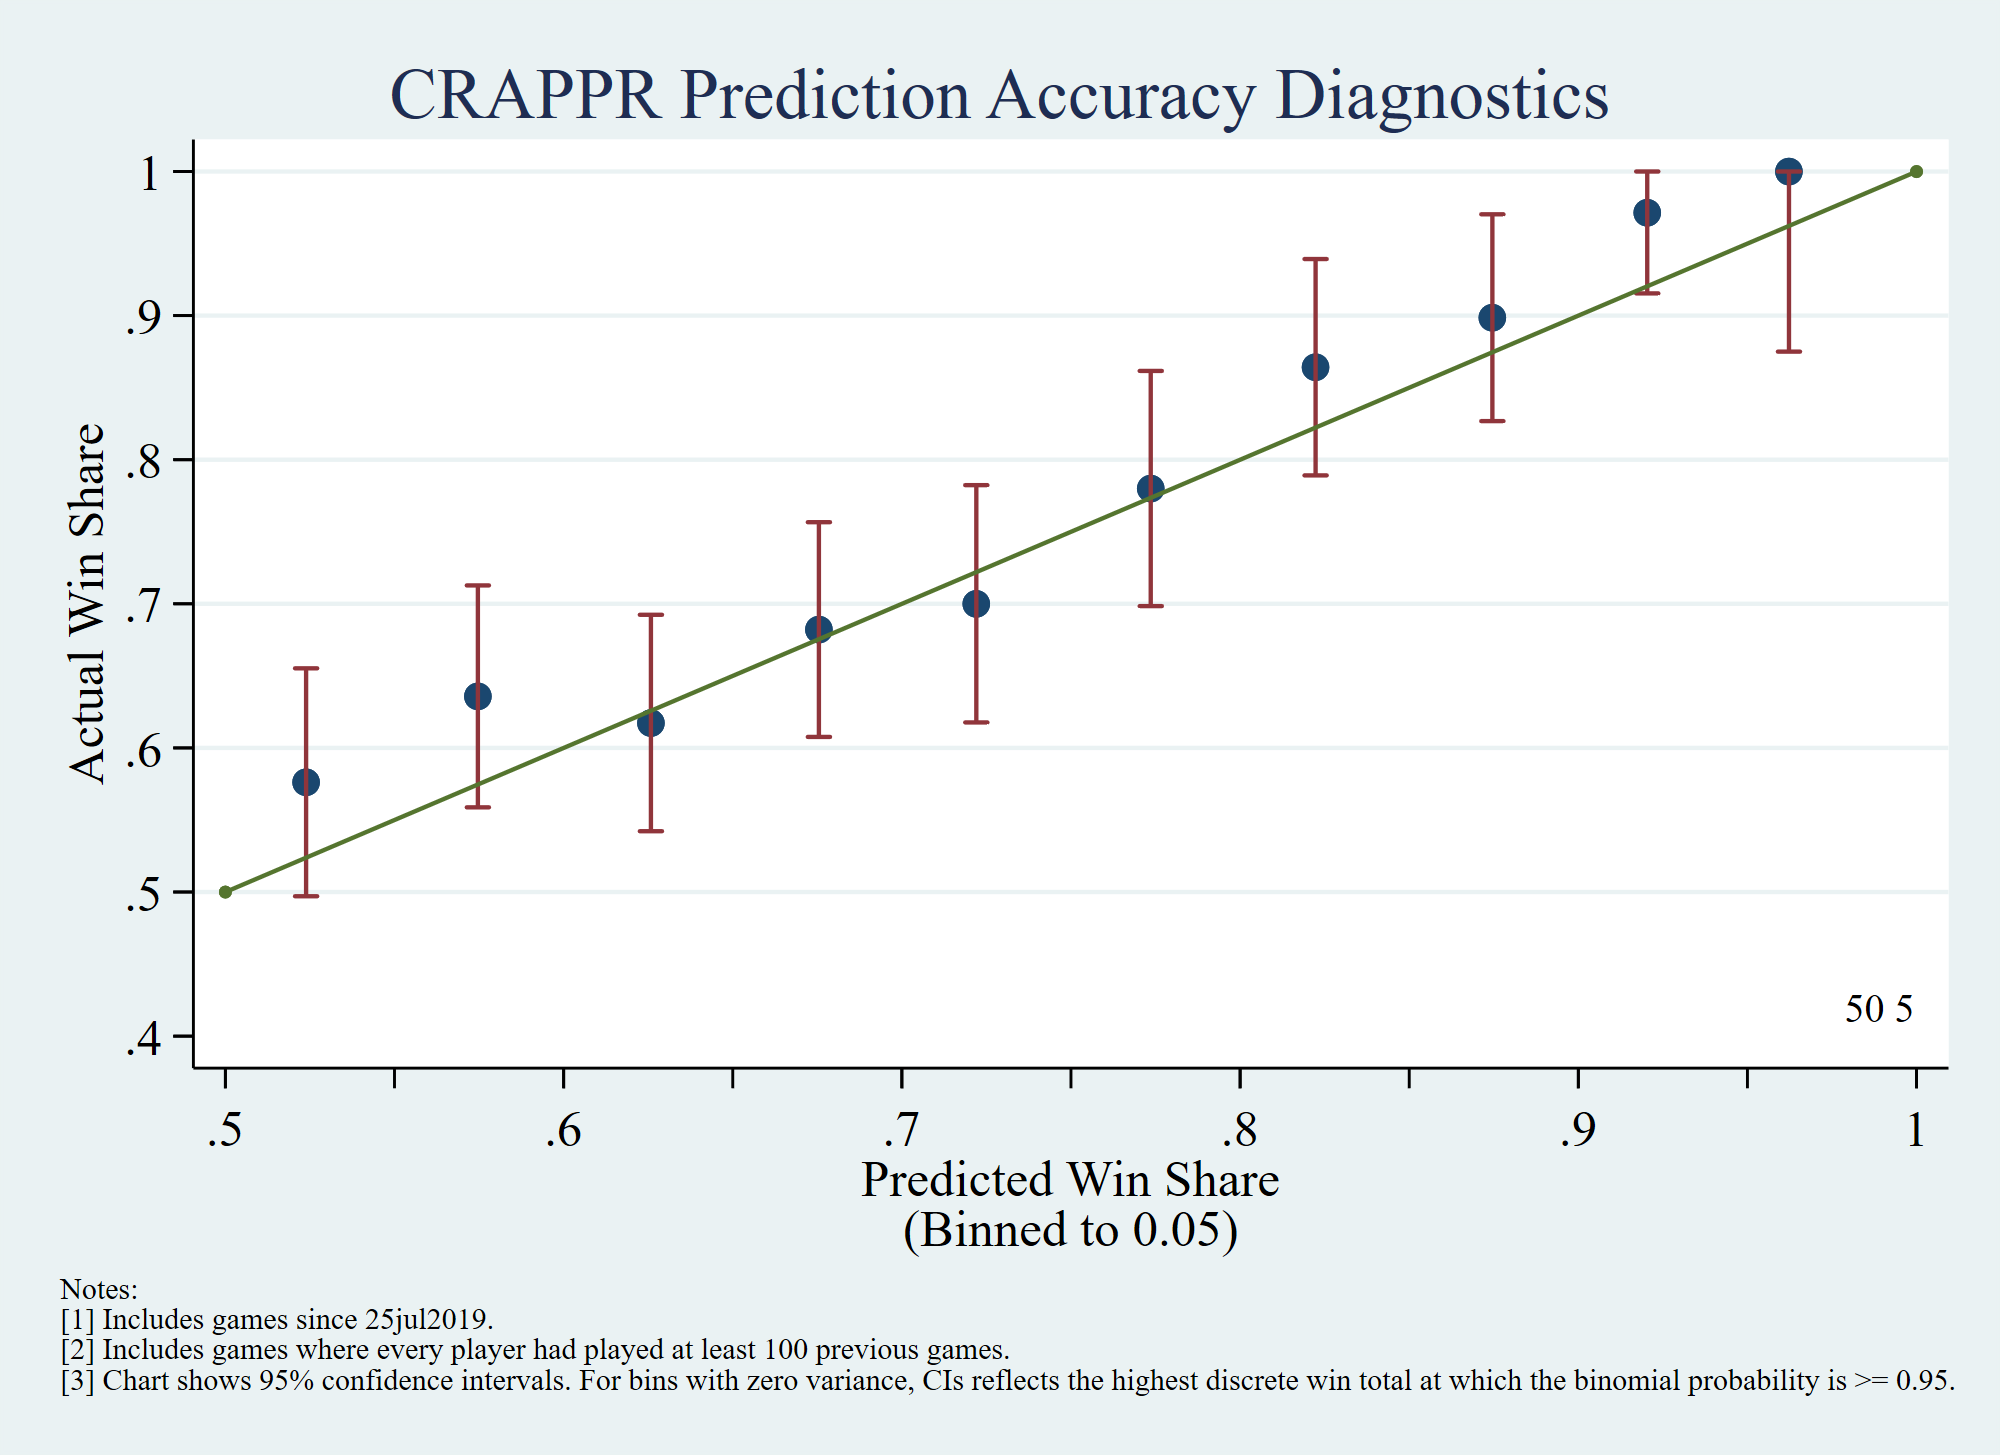 CRAPPR Prediction Accuracy Diagnostics
1
.9
.8
.7
.6
.5
.4
Actual Win Share
50 5
.5 .6 .7 .8 .9 1
Predicted Win Share
(Binned to 0.05)
Notes:
[1] Includes games since 25jul2019.
[2] Includes games where every player had played at least 100 previous games.
[3] Chart shows 95% confidence intervals. For bins with zero variance, CIs reflects the highest discrete win total at which the binomial probability is >= 0.95.